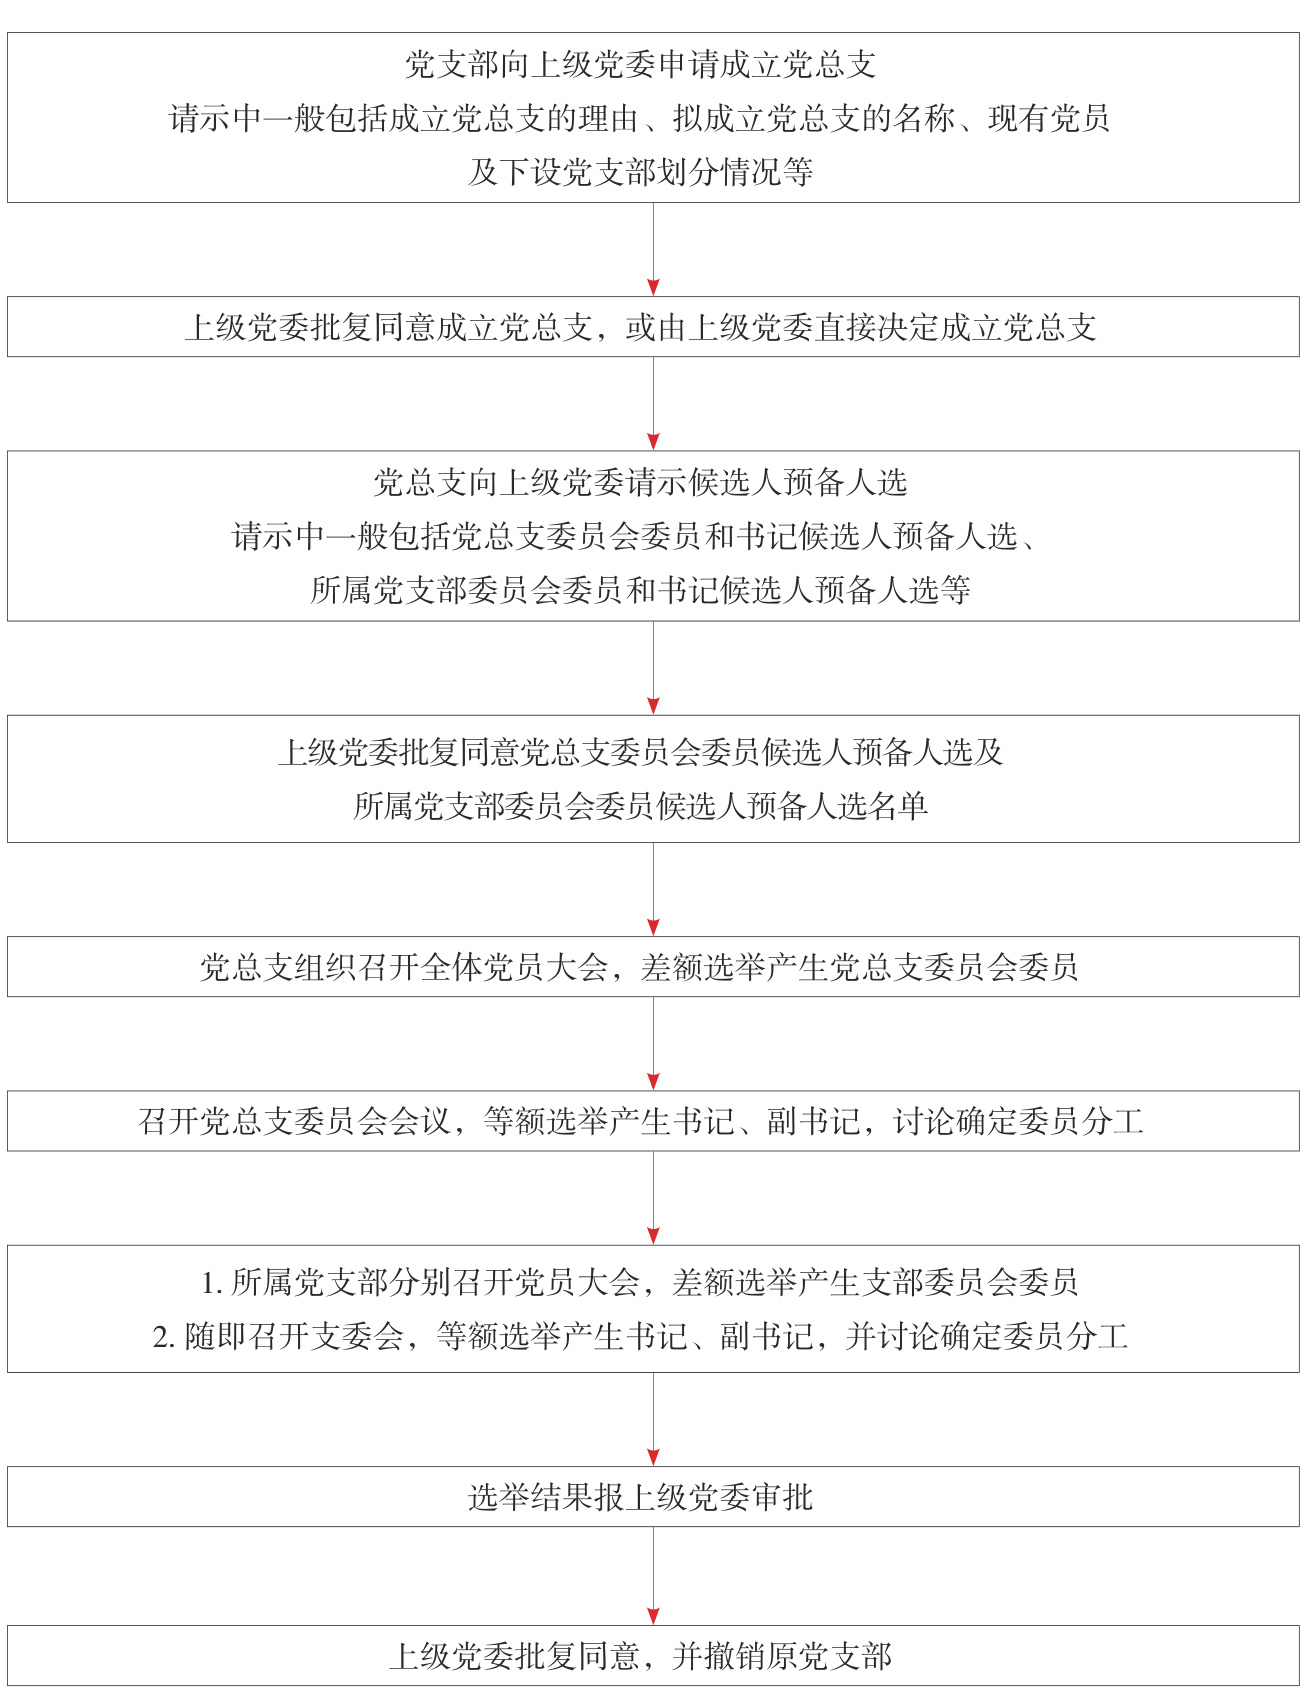 党支部向上级党委申请成立党总支
请示中一般包括成立党总支的理由、拟成立党总支的名称、现有党员
及下设党支部划分情况等
上级党委批复同意成立党总支，或由上级党委直接决定成立党总支
党总支向上级党委请示候选人预备人选
请示中一般包括党总支委员会委员和书记候选人预备人选、
所属党支部委员会委员和书记候选人预备人选等
上级党委批复同意党总支委员会委员候选人预备人选及
所属党支部委员会委员候选人预备人选名单
党总支组织召开全体党员大会，差额选举产生党总支委员会委员
召开党总支委员会会议，等额选举产生书记、副书记，讨论确定委员分工
1. 所属党支部分别召开党员大会，差额选举产生支部委员会委员
2. 随即召开支委会，等额选举产生书记、副书记，并讨论确定委员分工
选举结果报上级党委审批
上级党委批复同意，并撤销原党支部